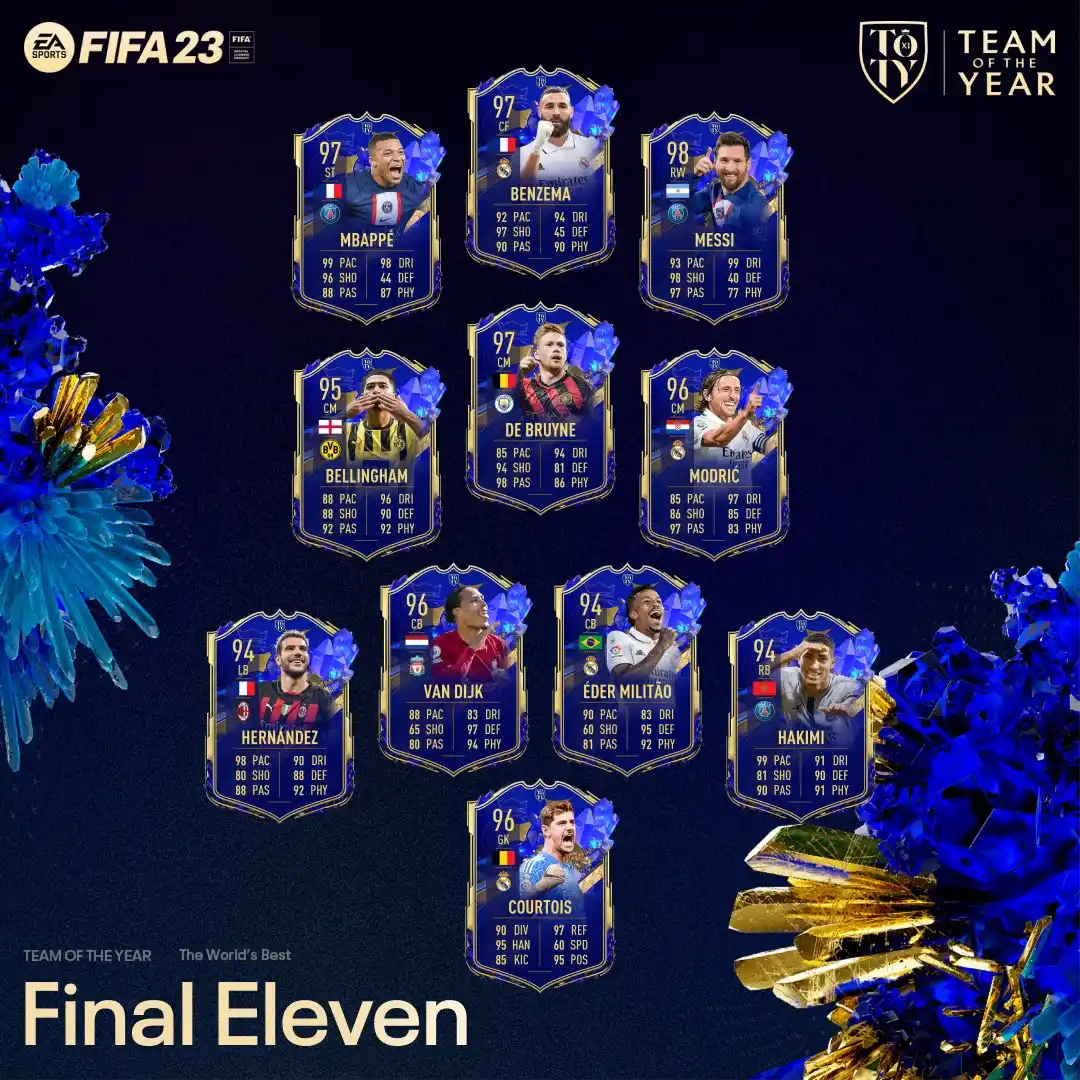 EA SPORTS FIFA 23 FIFA
TOTY XI TEAM OF THE YEAR
97
CF
BENZEMA
92 PAC 94 DRI
97 SHO 45 DEF
90 PAS 90 PHY
97
ST
MBAPPÉ
99 PAC 98 DRI
96 SHO 44 DEF
88 PAS 87 PHY
98
RW
MESSI
93 PAC 99 DRI
98 SHO 40 DEF
97 PAS 77 PHY
97
CM
DE BRUYNE
85 PAC 94 DRI
94 SHO 81 DEF
98 PAS 86 PHY
95
CM
BVB
09
BELLINGHAM
88 PAC 96 DRI
88 SHO 90 DEF
92 PAS 92 PHY
96
CM
Emirates
MODRIĆ
85 PAC 97 DRI
86 SHO 85 DEF
97 PAS 83 PHY
96
CB
VAN DIJK
88 PAC 83 DRI
65 SHO 97 DEF
80 PAS 94 PHY
94
CB
ÉDER MILITÃO
90 PAC 83 DRI
60 SHO 95 DEF
81 PAS 92 PHY
94
LB
HERNÁNDEZ
98 PAC 90 DRI
80 SHO 88 DEF
88 PAS 92 PHY
94
RB
HAKIMI
99 PAC 91 DRI
81 SHO 90 DEF
90 PAS 91 PHY
96
GK
COURTOIS
90 DIV 97 REF
95 HAN 60 SPD
85 KIC 95 POS
TEAM OF THE YEAR The World's Best
Final Eleven